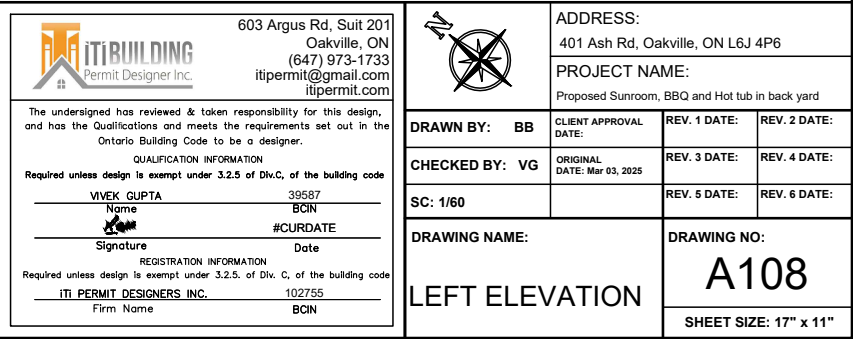 iTi BUILDING
Permit Designer Inc.
603 Argus Rd, Suit 201
Oakville, ON
(647) 973-1733
itipermit@gmail.com
itipermit.com
The undersigned has reviewed & taken responsibility for this design,
and has the Qualifications and meets the requirements set out in the
Ontario Building Code to be a designer.
QUALIFICATION INFORMATION
Required unless design is exempt under 3.2.5 of Div.C, of the building code
VIVEK GUPTA 39587
Name BCIN
#CURDATE
Signature Date
REGISTRATION INFORMATION
Required unless design is exempt under 3.2.5. of Div. C, of the building code
iTi PERMIT DESIGNERS INC. 102755
Firm Name BCIN
N
ADDRESS:
401 Ash Rd, Oakville, ON L6J 4P6
PROJECT NAME:
Proposed Sunroom, BBQ and Hot tub in back yard
DRAWN BY: BB
CLIENT APPROVAL
DATE:
REV. 1 DATE: REV. 2 DATE:
CHECKED BY: VG
ORIGINAL
DATE: Mar 03, 2025
REV. 3 DATE: REV. 4 DATE:
SC: 1/60
REV. 5 DATE: REV. 6 DATE:
DRAWING NAME:
LEFT ELEVATION
DRAWING NO:
A108
SHEET SIZE: 17" x 11"